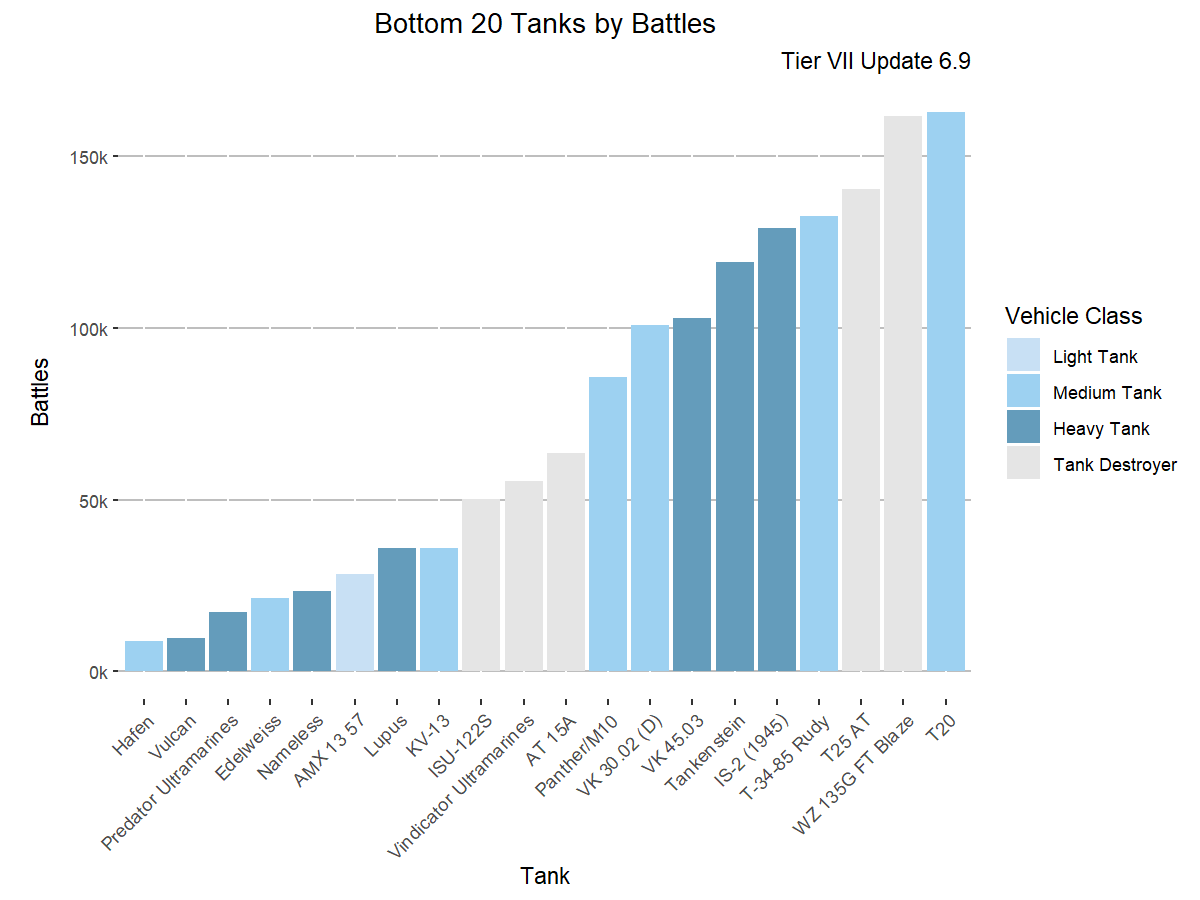 Bottom 20 Tanks by Battles
Tier VII Update 6.9
150k
100k
50k
0k
Battles
Hafen
Vulcan
Predator Ultramarines
Edelweiss
Nameless
AMX 13 57
Lupus
KV-13
ISU-122S
Vindicator Ultramarines
AT 15A
Panther/M10
VK 30.02 (D)
VK 45.03
Tankenstein
IS-2 (1945)
T-34-85 Rudy
T25 AT
WZ 135G FT Blaze
T20
Tank
Vehicle Class
Light Tank
Medium Tank
Heavy Tank
Tank Destroyer